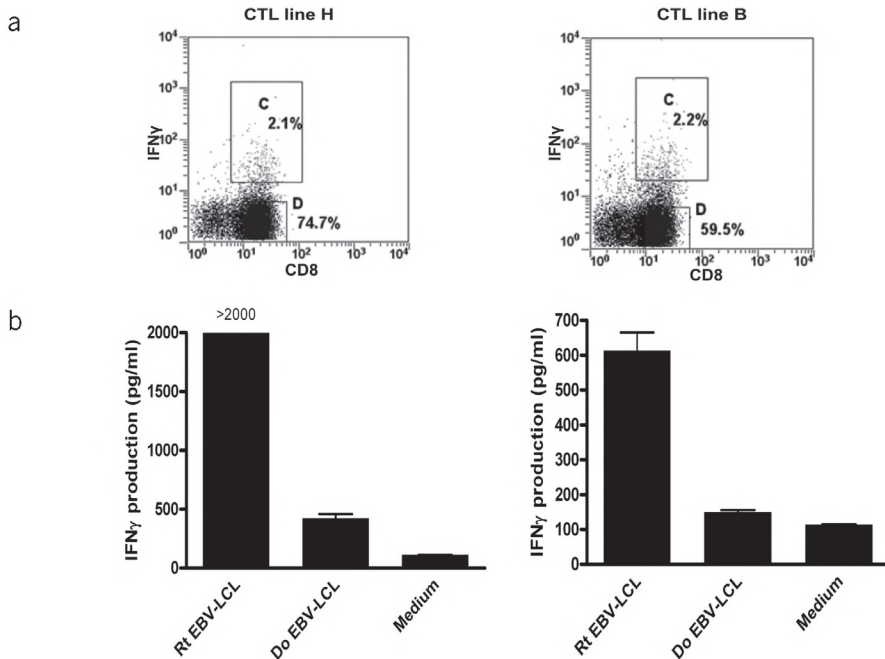 a
CTL line H
CTL line B
10⁴
10³
10²
10¹
10⁰
IFNγ
C
2.1%
D
74.7%
10⁰ 10¹ 10² 10³ 10⁴
CD8
10⁴
10³
10²
10¹
10⁰
IFNγ
C
2.2%
D
59.5%
10⁰ 10¹ 10² 10³ 10⁴
CD8
b
>2000
IFNγ production (pg/ml)
2000
1500
1000
500
0
Rt EBV-LCL
Do EBV-LCL
Medium
IFNγ production (pg/ml)
700
600
500
400
300
200
100
0
Rt EBV-LCL
Do EBV-LCL
Medium